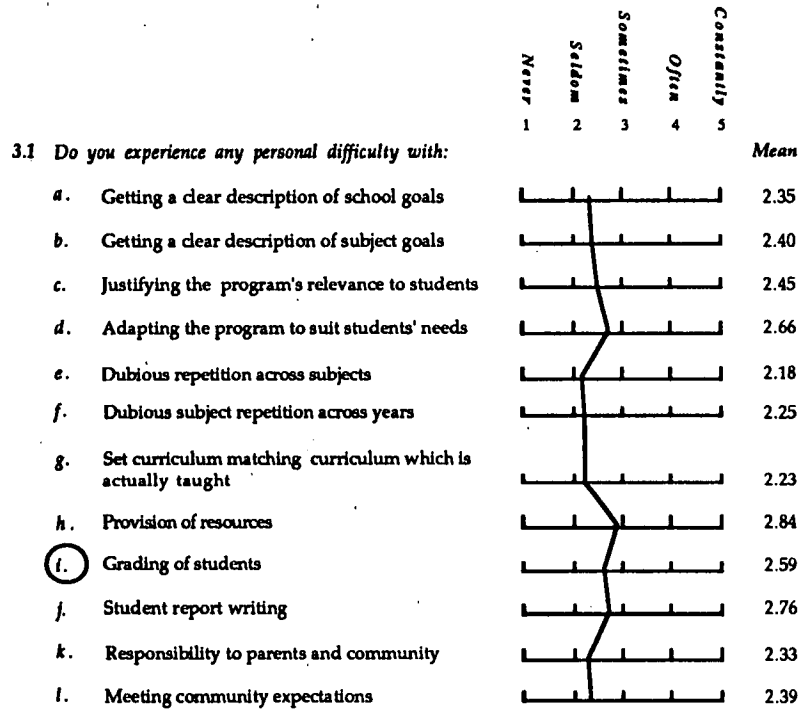 Never
Seldom
Sometimes
Often
Constantly
1 2 3 4 5
3.1 Do you experience any personal difficulty with: Mean
a. Getting a clear description of school goals 2.35
b. Getting a clear description of subject goals 2.40
c. Justifying the program's relevance to students 2.45
d. Adapting the program to suit students' needs 2.66
e. Dubious repetition across subjects 2.18
f. Dubious subject repetition across years 2.25
g. Set curriculum matching curriculum which is
actually taught 2.23
h. Provision of resources 2.84
i. Grading of students 2.59
j. Student report writing 2.76
k. Responsibility to parents and community 2.33
l. Meeting community expectations 2.39